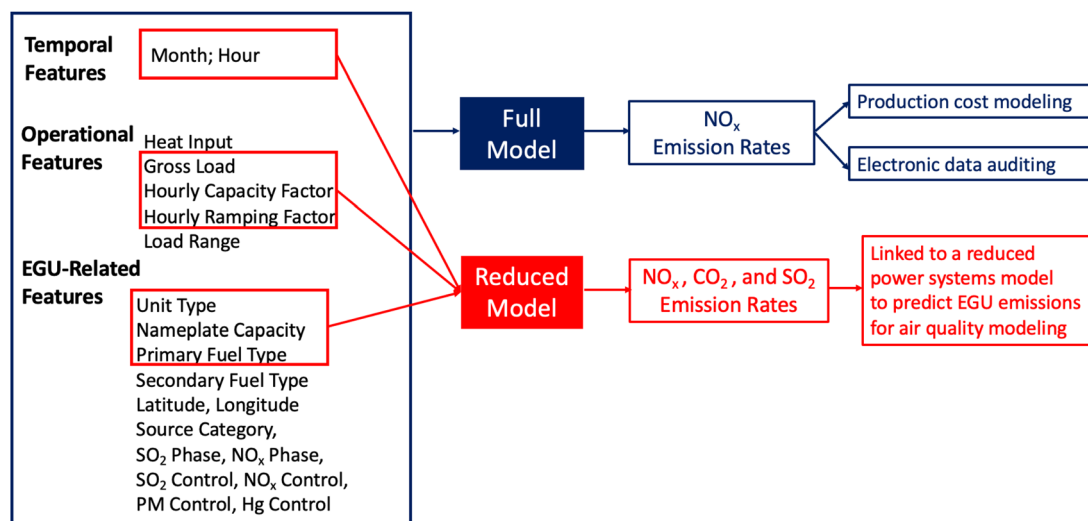 Temporal
Features
Month; Hour
Operational
Features
Heat Input
Gross Load
Hourly Capacity Factor
Hourly Ramping Factor
Load Range
EGU-Related
Features
Unit Type
Nameplate Capacity
Primary Fuel Type
Secondary Fuel Type
Latitude, Longitude
Source Category,
SO₂ Phase, NOₓ Phase,
SO₂ Control, NOₓ Control,
PM Control, Hg Control
Full
Model
NOₓ
Emission Rates
Production cost modeling
Electronic data auditing
Reduced
Model
NOₓ, CO₂, and SO₂
Emission Rates
Linked to a reduced
power systems model
to predict EGU emissions
for air quality modeling